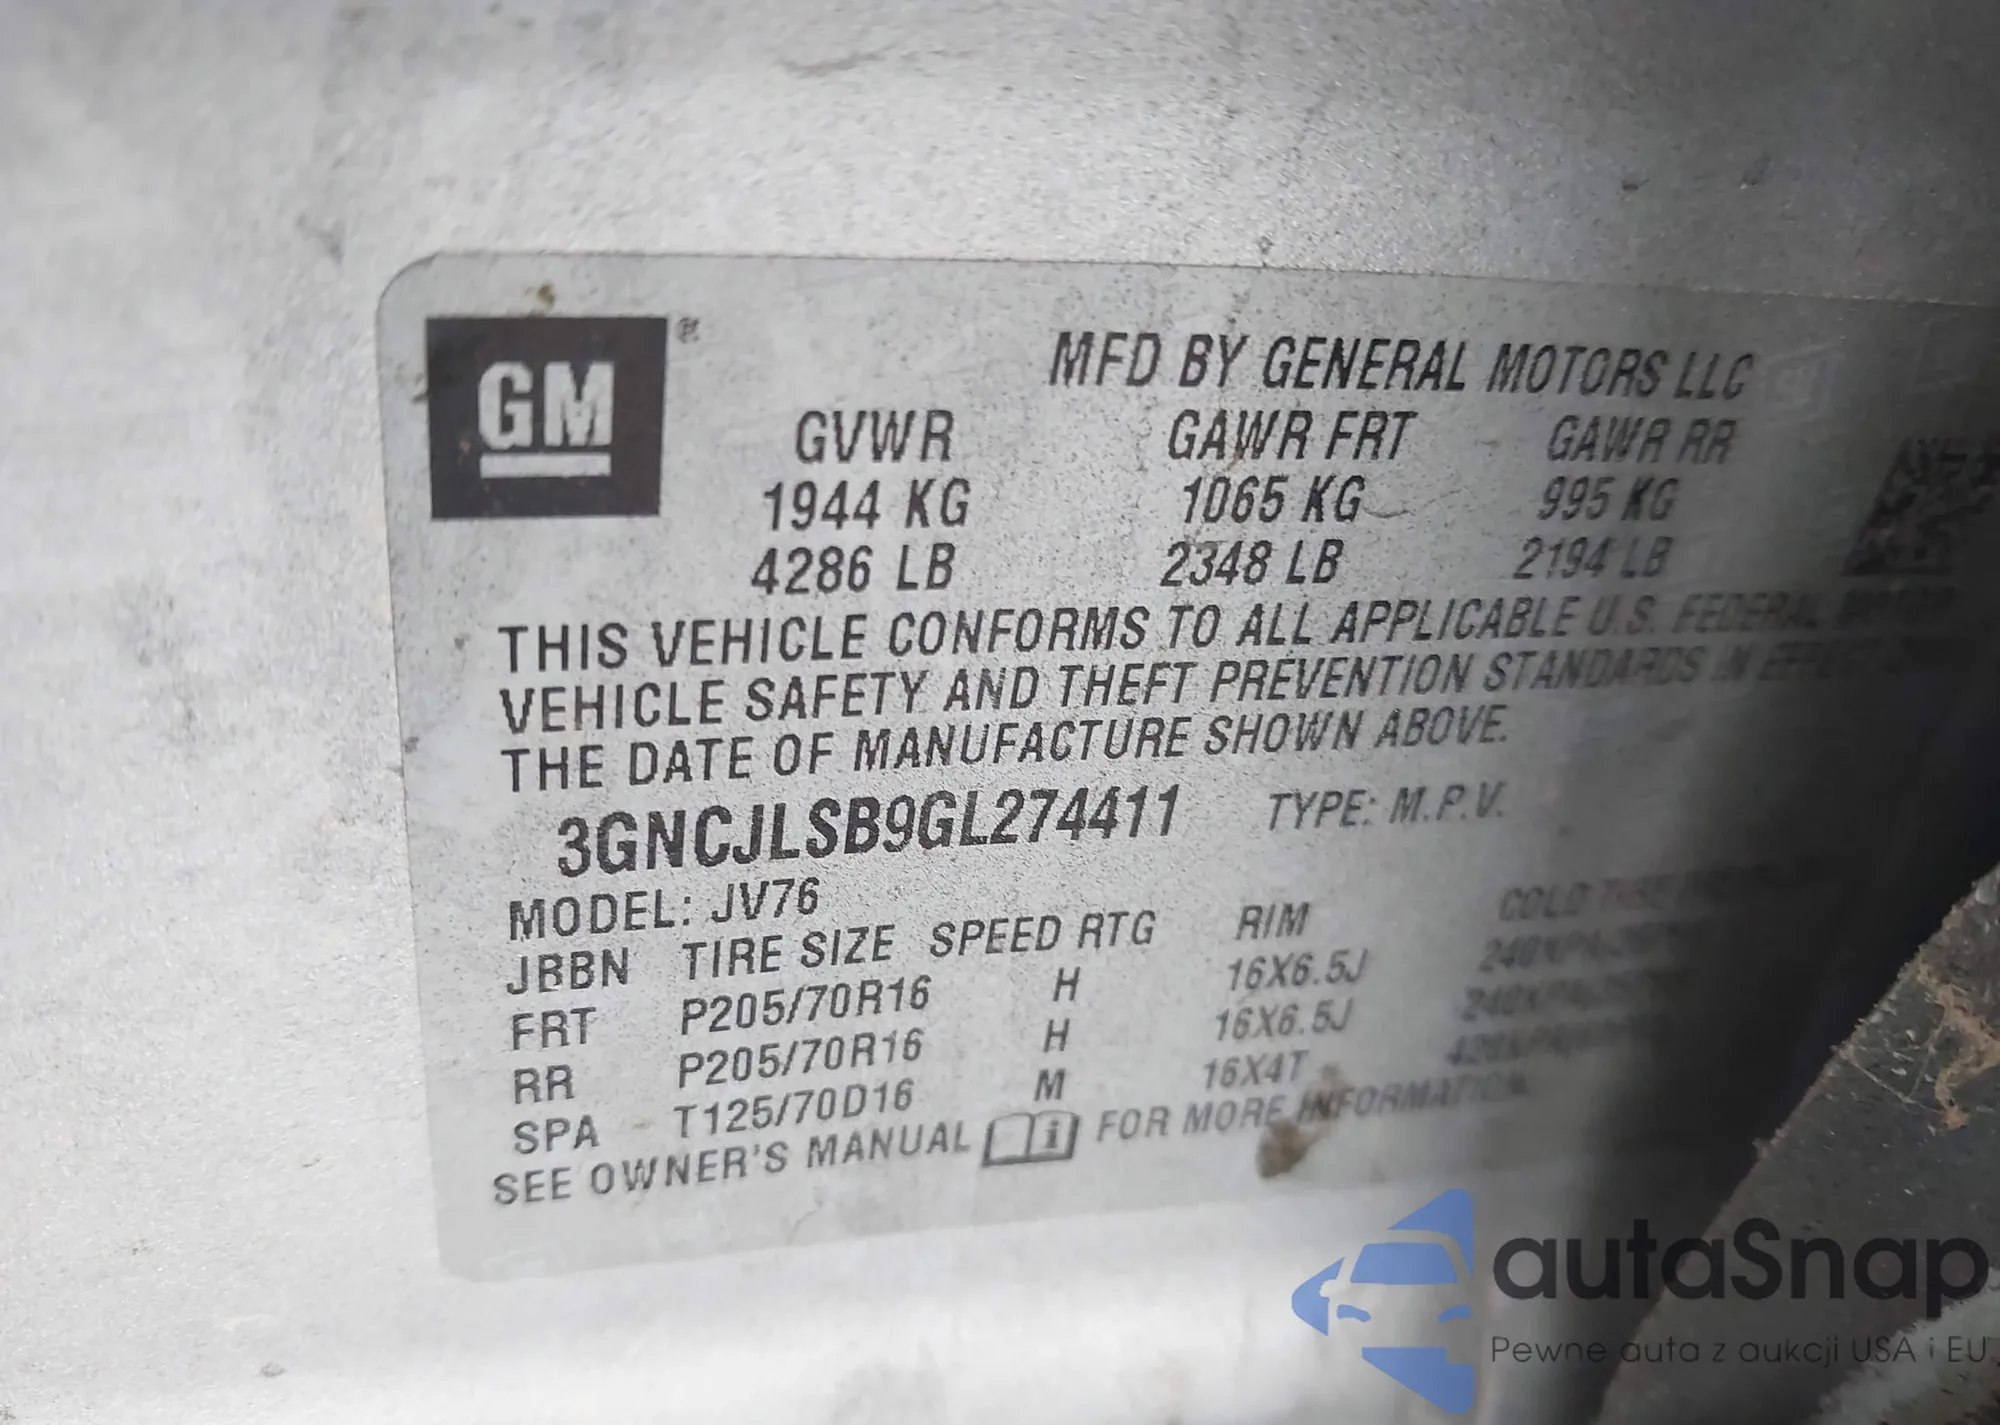 GM ®
MFD BY GENERAL MOTORS LLC
GVWR GAWR FRT GAWR RR
1944 KG 1065 KG 995 KG
4286 LB 2348 LB 2194 LB
THIS VEHICLE CONFORMS TO ALL APPLICABLE U.S. FEDERAL
VEHICLE SAFETY AND THEFT PREVENTION STANDARDS IN EFFECT
THE DATE OF MANUFACTURE SHOWN ABOVE.
3GNCJLSB9GL274411 TYPE: M.P.V.
MODEL: JV76
JBBN TIRE SIZE SPEED RTG RIM COLD TIRE
FRT P205/70R16 H 16X6.5J
RR P205/70R16 H 16X6.5J
SPA T125/70D16 M 16X4T
SEE OWNER'S MANUAL i FOR MORE INFORMATION.
autaSnap
Pewne auta z aukcji USA i EU